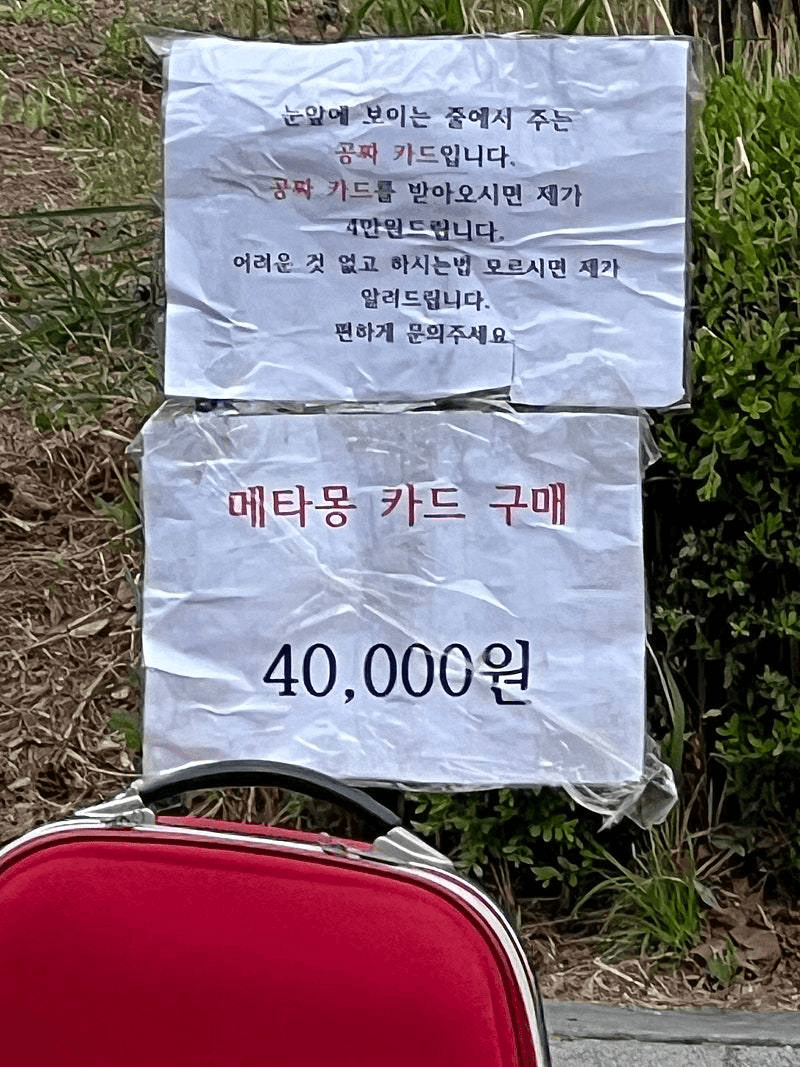 눈앞에 보이는 줄에서 주는
공짜 카드입니다.
공짜 카드를 받아오시면 제가
4만원드립니다.
어려운 것 없고 하시는법 모르시면 제가
알려드립니다.
편하게 문의주세요
메타몽 카드 구매
40,000원